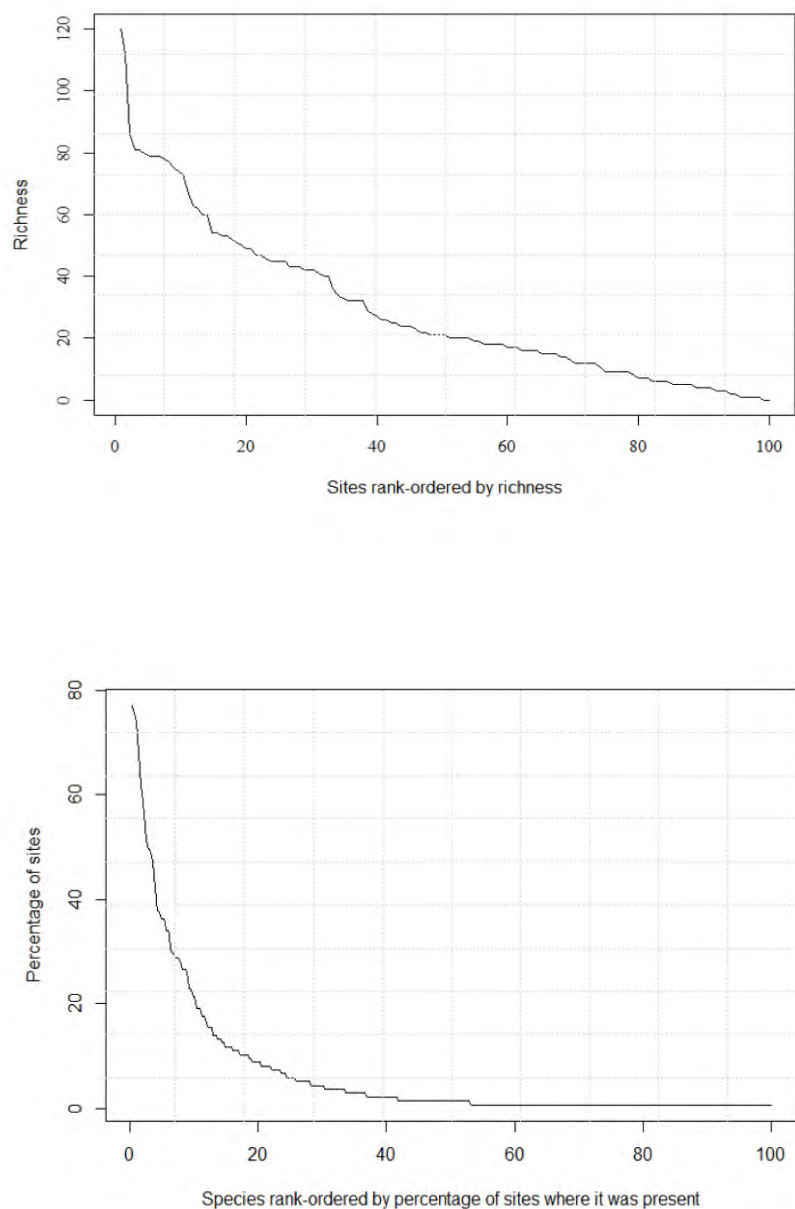 120
100
80
60
40
20
0
Richness
0 20 40 60 80 100
Sites rank-ordered by richness
80
60
40
20
0
Percentage of sites
0 20 40 60 80 100
Species rank-ordered by percentage of sites where it was present